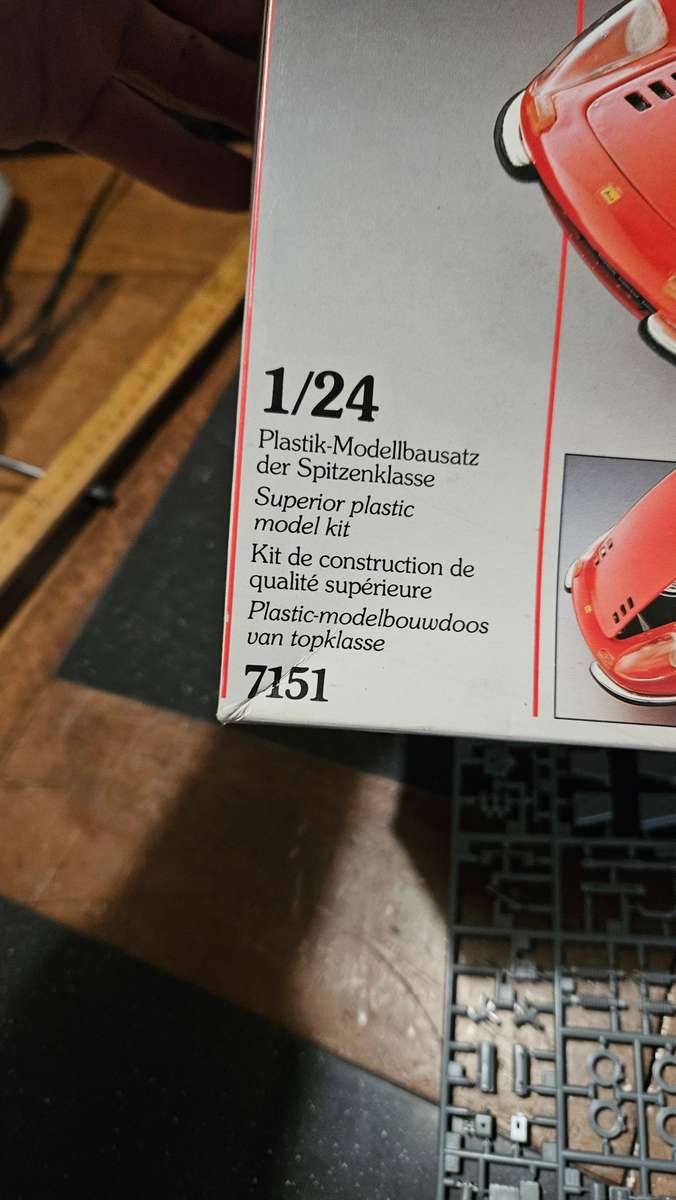 1/24
Plastik-Modellbausatz
der Spitzenklasse
Superior plastic
model kit
Kit de construction de
qualité supérieure
Plastic-modelbouwdoos
van topklasse
7151